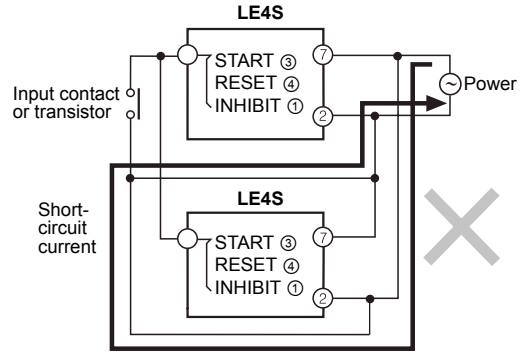 LE4S
START ③
RESET ④
INHIBIT ①
⑦
②
Input contact
or transistor
Power
Short-
circuit
current
LE4S
START ③
RESET ④
INHIBIT ①
⑦
②